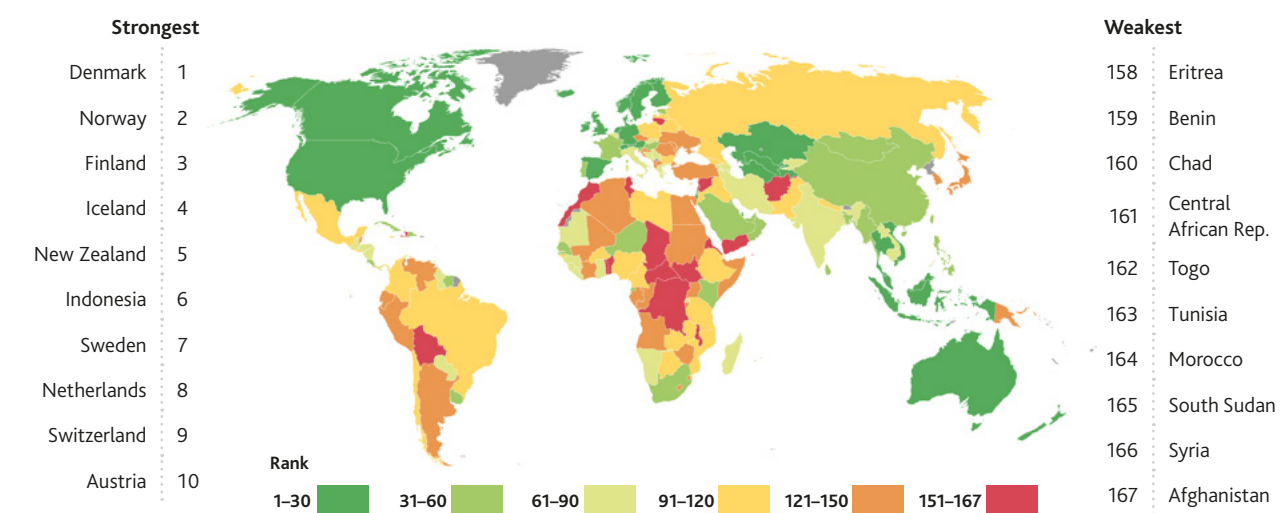 Strongest
Denmark 1
Norway 2
Finland 3
Iceland 4
New Zealand 5
Indonesia 6
Sweden 7
Netherlands 8
Switzerland 9
Austria 10
Rank
1–30
31–60
61–90
91–120
121–150
151–167
Weakest
158 Eritrea
159 Benin
160 Chad
161 Central
African Rep.
162 Togo
163 Tunisia
164 Morocco
165 South Sudan
166 Syria
167 Afghanistan